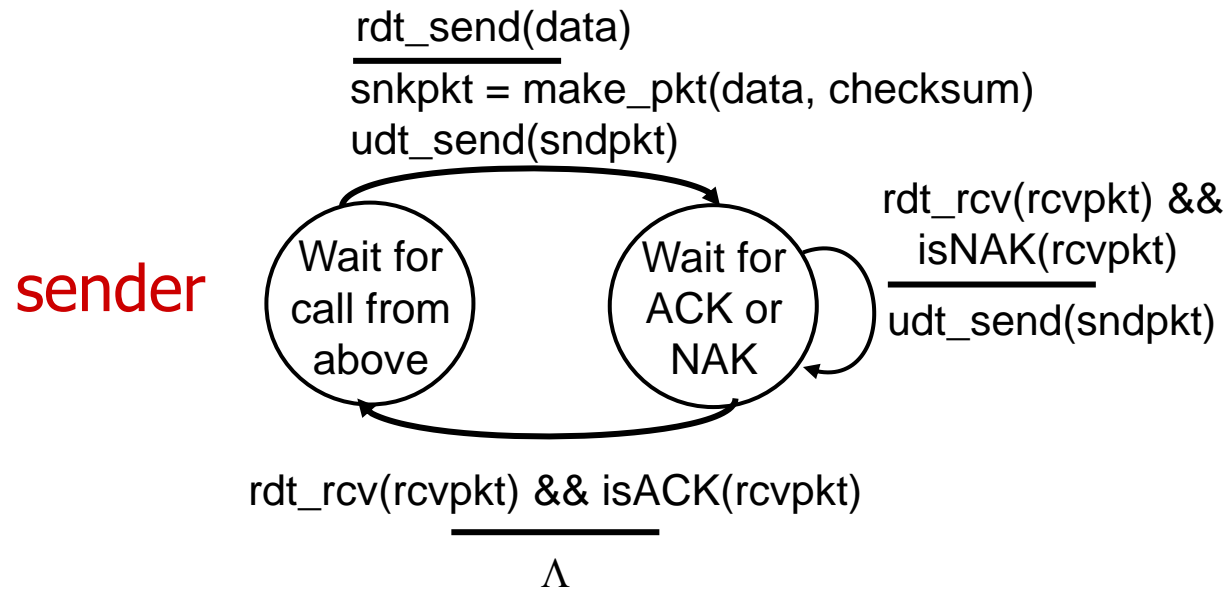 rdt_send(data)
snkpkt = make_pkt(data, checksum)
udt_send(sndpkt)
sender
Wait for
call from
above
Wait for
ACK or
NAK
rdt_rcv(rcvpkt) &&
isNAK(rcvpkt)
udt_send(sndpkt)
rdt_rcv(rcvpkt) && isACK(rcvpkt)
Λ